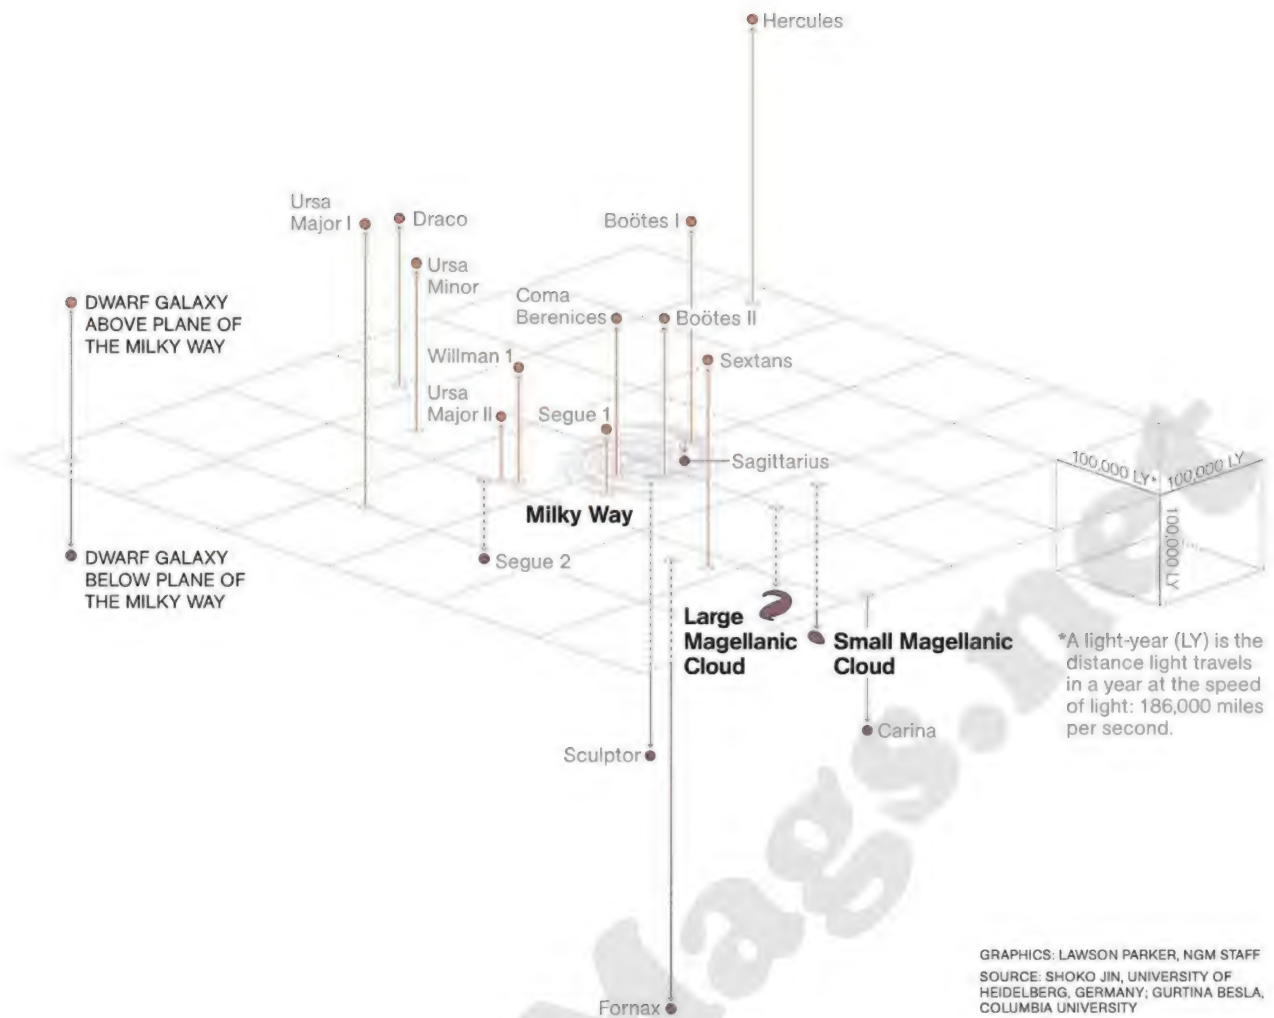 Hercules
Ursa
Major I
Draco
Boötes I
Ursa
Minor
DWARF GALAXY
ABOVE PLANE OF
THE MILKY WAY
Coma
Berenices
Boötes II
Willman 1
Sextans
Ursa
Major II
Segue 1
Sagittarius
100,000 LY*
100,000 LY
100,000 LY
Milky Way
DWARF GALAXY
BELOW PLANE OF
THE MILKY WAY
Segue 2
Large
Magellanic
Cloud
Small Magellanic
Cloud
*A light-year (LY) is the
distance light travels
in a year at the speed
of light: 186,000 miles
per second.
Carina
Sculptor
Fornax
GRAPHICS: LAWSON PARKER, NGM STAFF
SOURCE: SHOKO JIN, UNIVERSITY OF
HEIDELBERG, GERMANY; GURTINA BESLA,
COLUMBIA UNIVERSITY
Mags.net